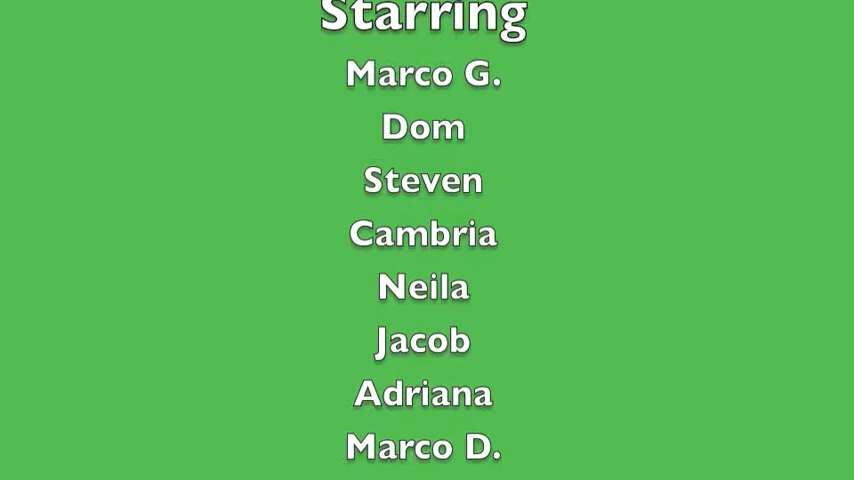 Starring
Marco G.
Dom
Steven
Cambria
Neila
Jacob
Adriana
Marco D.